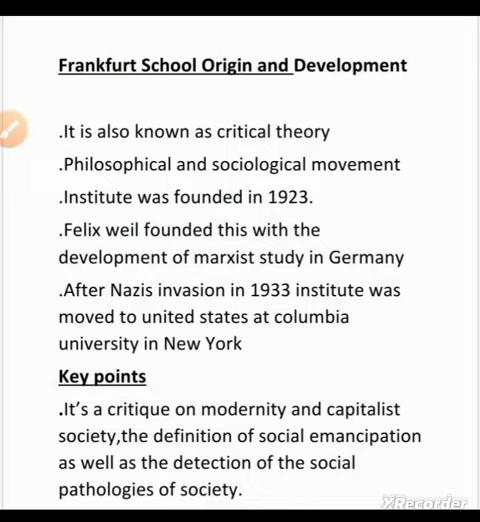 Frankfurt School Origin and Development
.It is also known as critical theory
.Philosophical and sociological movement
.Institute was founded in 1923.
.Felix weil founded this with the
development of marxist study in Germany
.After Nazis invasion in 1933 institute was
moved to united states at columbia
university in New York
Key points
.It's a critique on modernity and capitalist
society,the definition of social emancipation
as well as the detection of the social
pathologies of society.
XRecorder